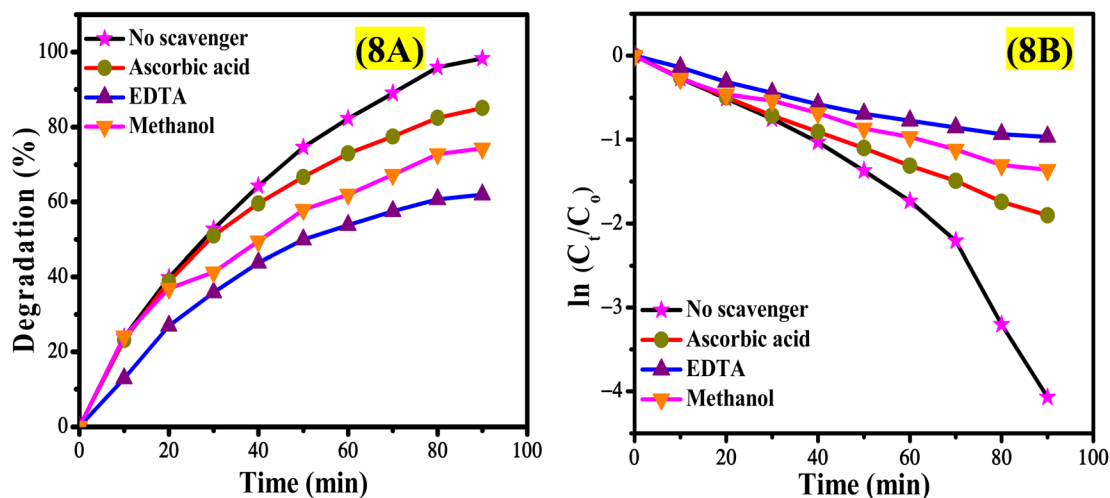 (8A)
No scavenger
Ascorbic acid
EDTA
Methanol
Degradation (%)
100
80
60
40
20
0
0 20 40 60 80 100
Time (min)
(8B)
ln (Cₜ/Cₒ)
0
−1
−2
−3
−4
No scavenger
Ascorbic acid
EDTA
Methanol
0 20 40 60 80 100
Time (min)